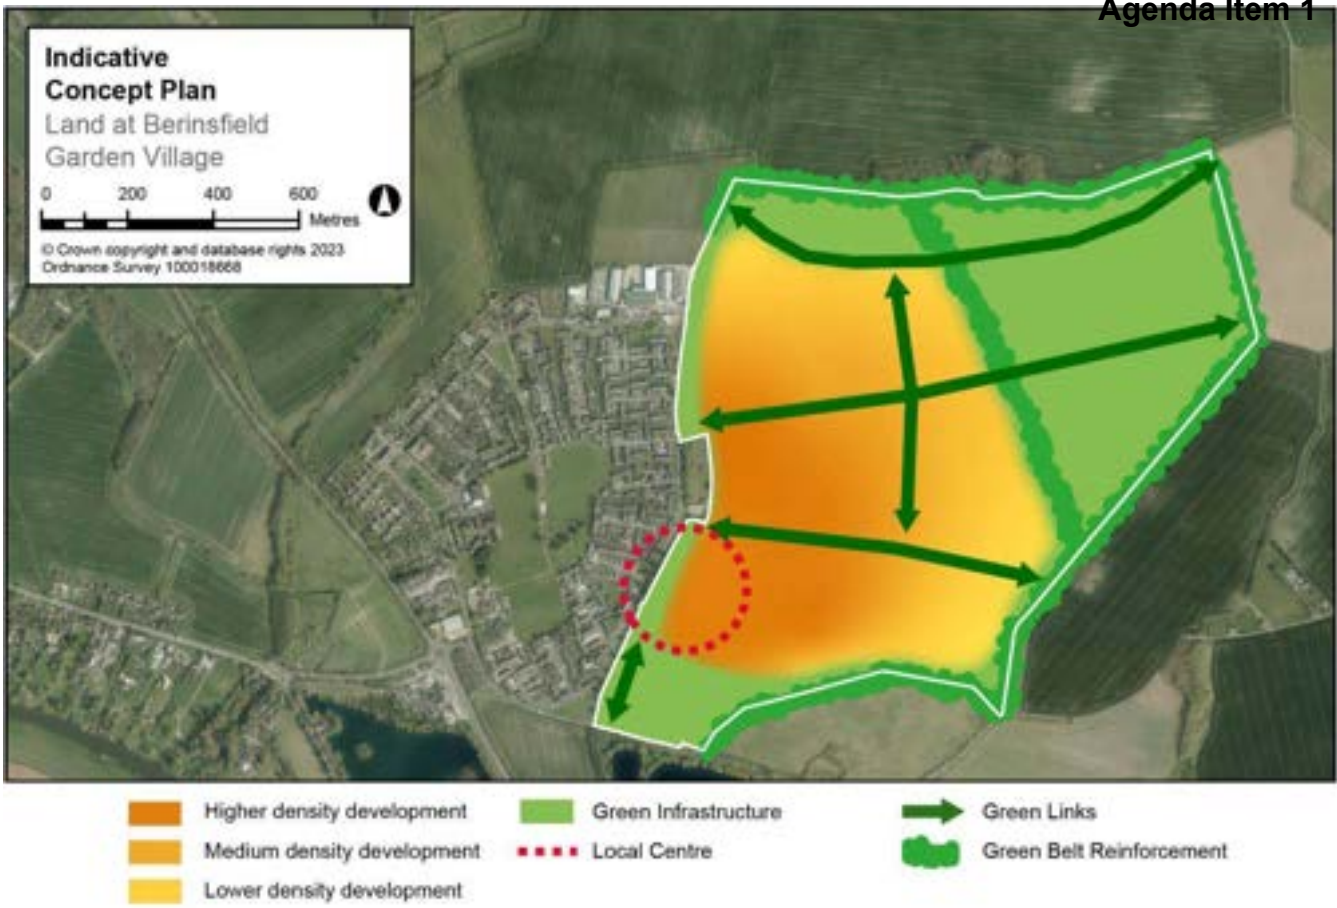 Agenda Item 1
Indicative
Concept Plan
Land at Berinsfield
Garden Village
0 200 400 600
Metres
© Crown copyright and database rights 2023
Ordnance Survey 100018668
Higher density development
Green Infrastructure
Green Links
Medium density development
Local Centre
Green Belt Reinforcement
Lower density development